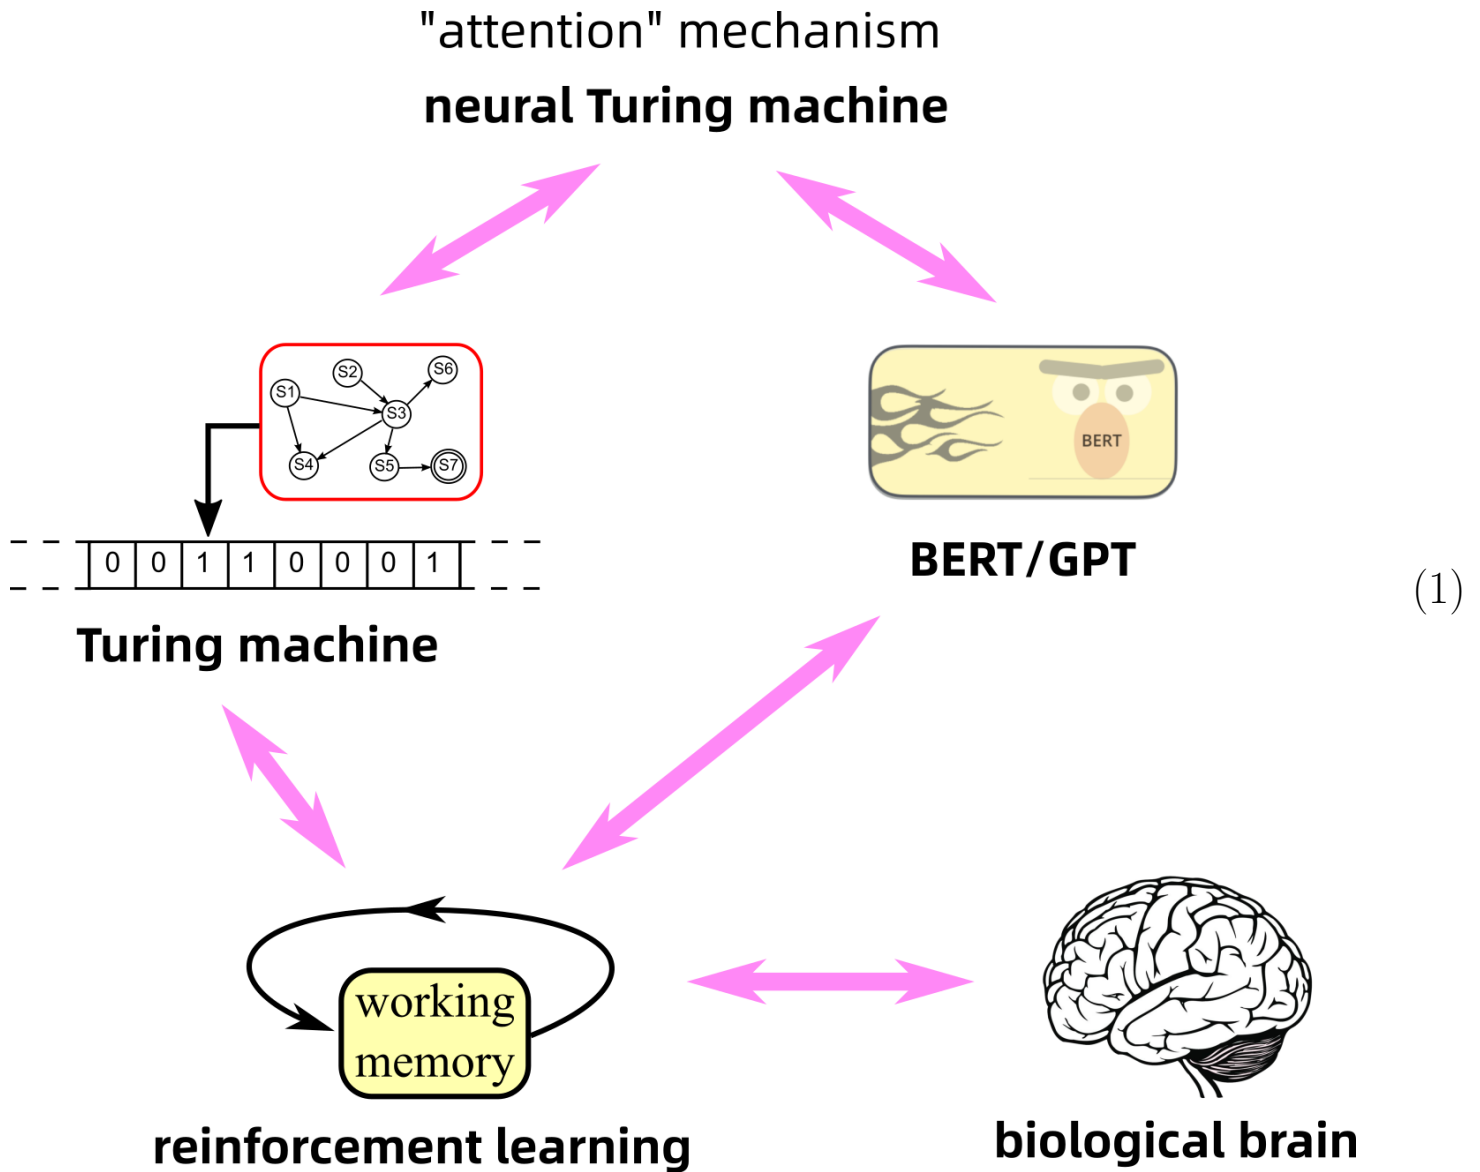 "attention" mechanism
neural Turing machine
S1
S2
S6
S3
S4
S5
S7
BERT
0 0 1 1 0 0 0 1
BERT/GPT
(1)
Turing machine
working
memory
reinforcement learning
biological brain